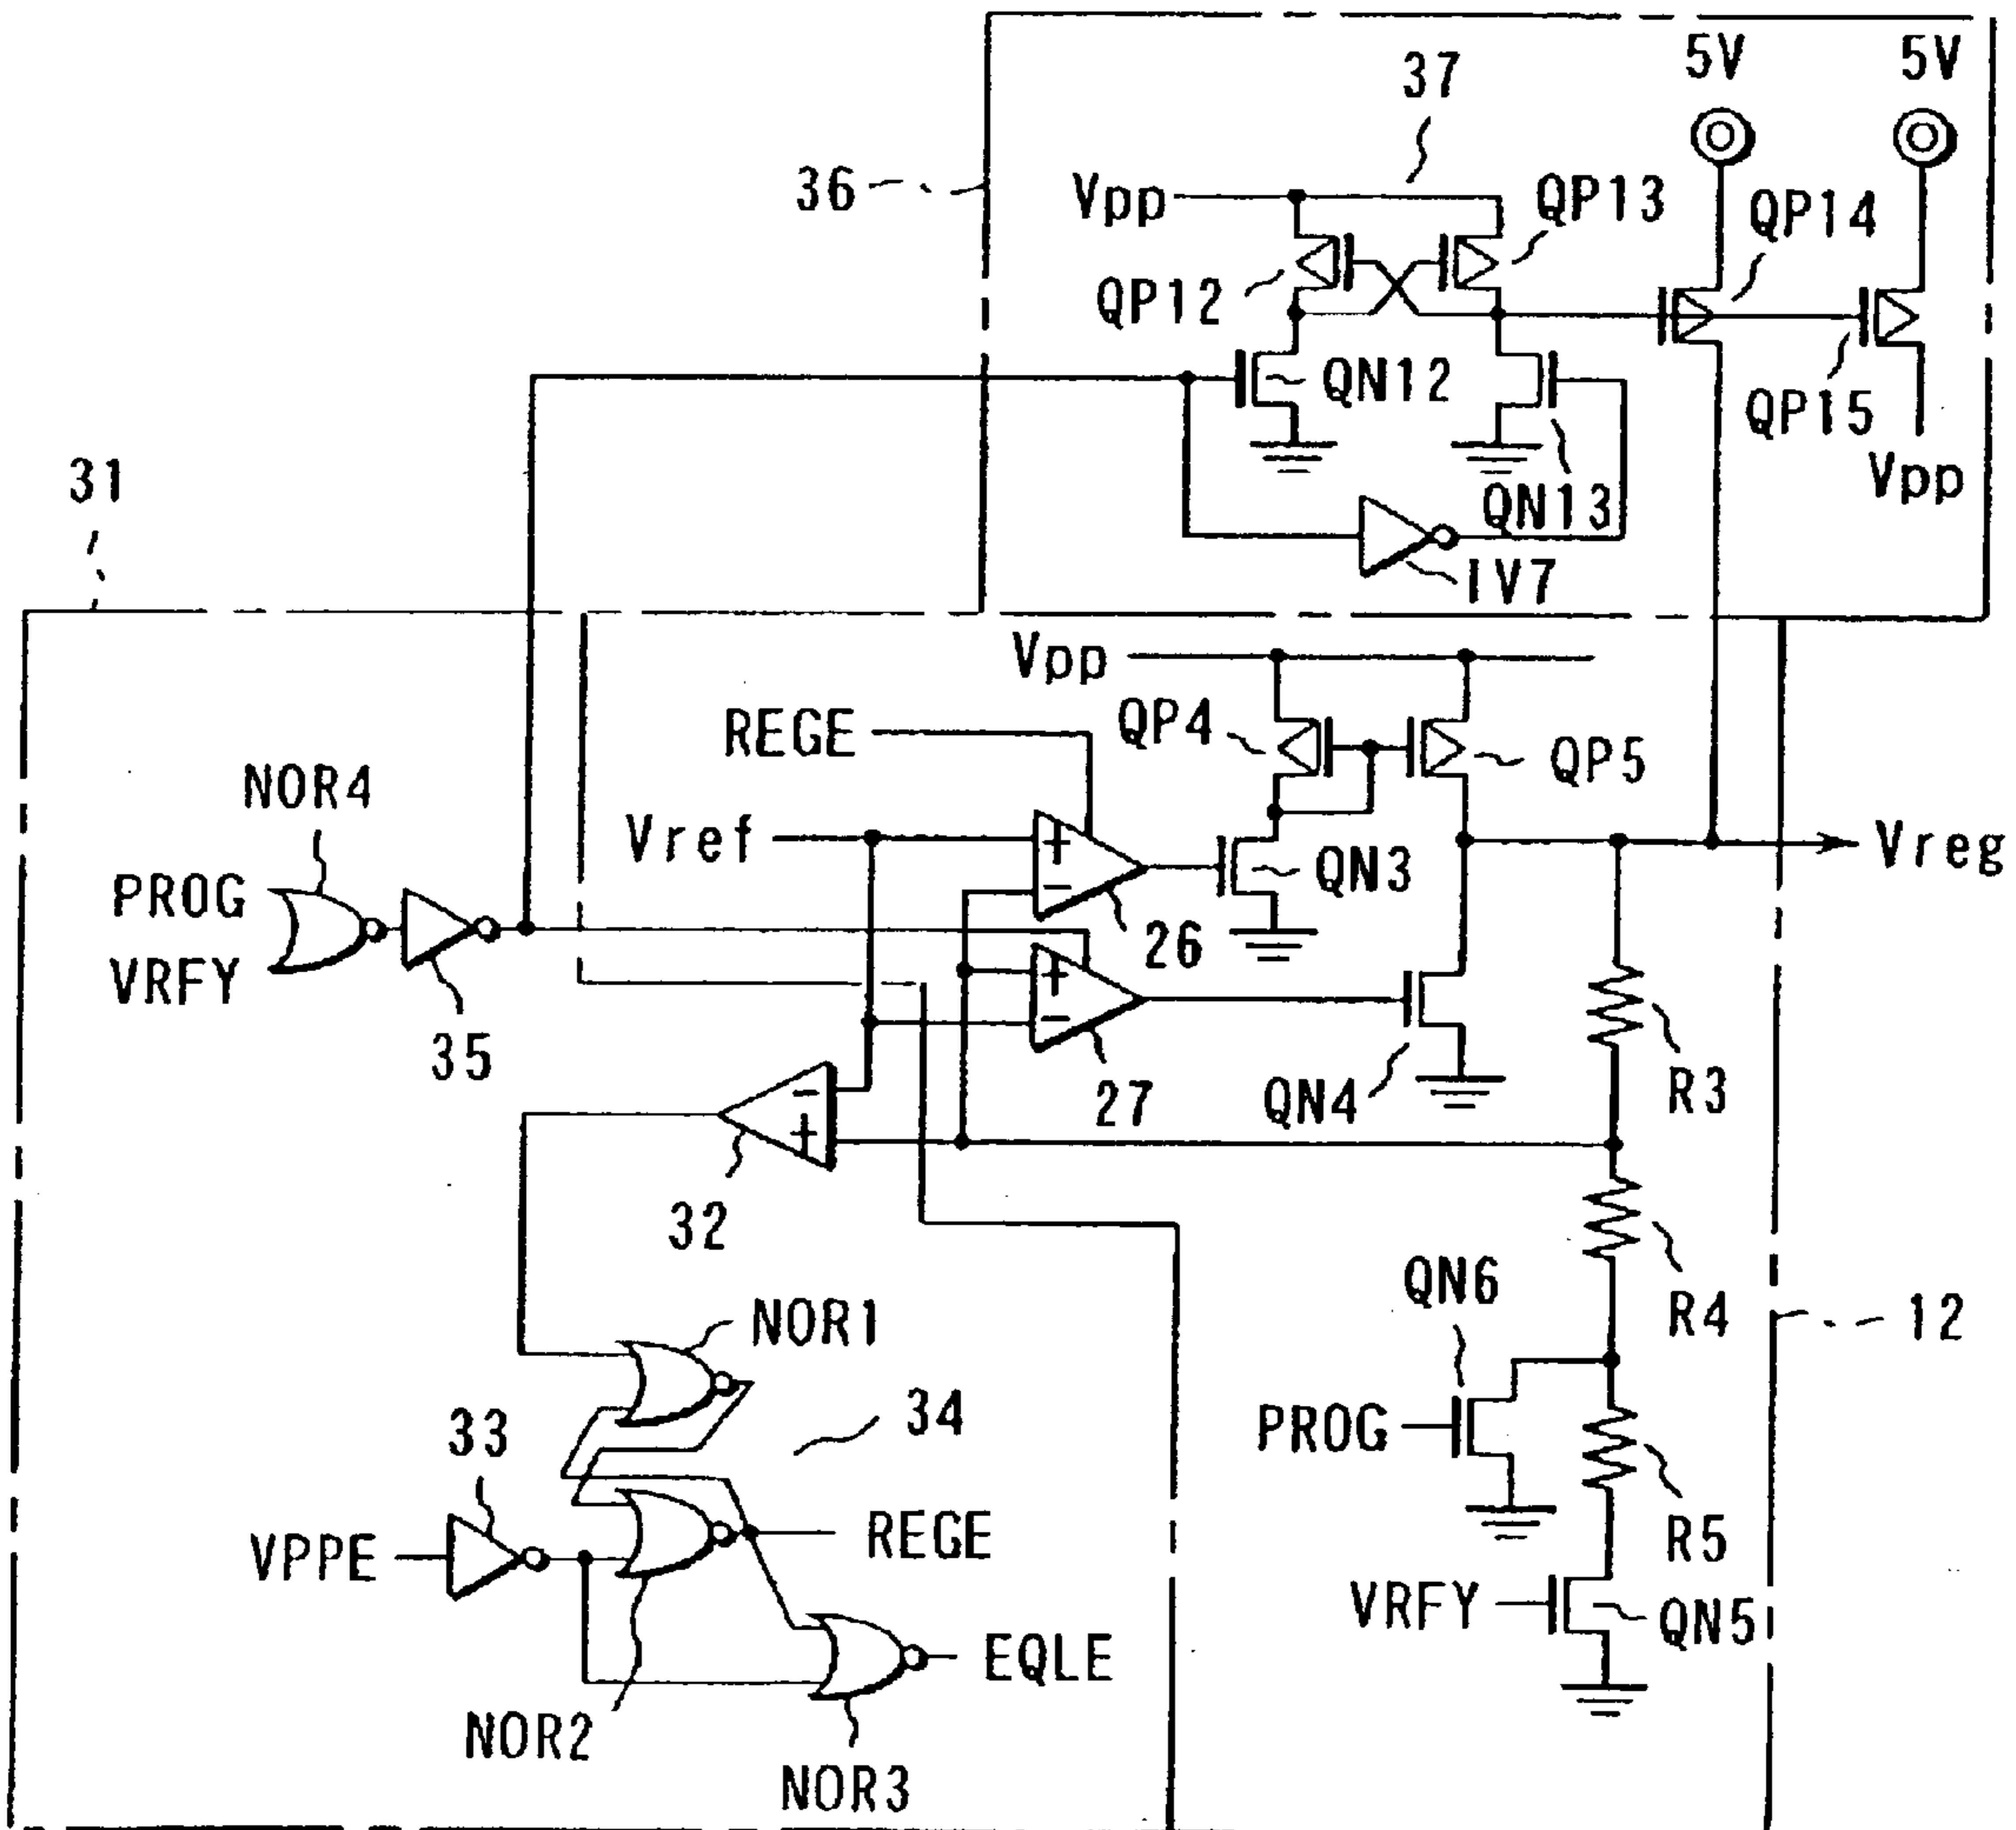 5V
5V
37
36
Vpp
QP13
QP14
QP12
QN12
QP15
Vpp
31
QN13
IV7
Vpp
REGE
QP4
QP5
NOR4
Vref
+
−
Vreg
QN3
PROG
26
VRFY
+
−
35
27
QN4
R3
−
+
32
QN6
R4
12
NOR1
33
34
PROG
VPPE
REGE
R5
VRFY
QN5
EQLE
NOR2
NOR3